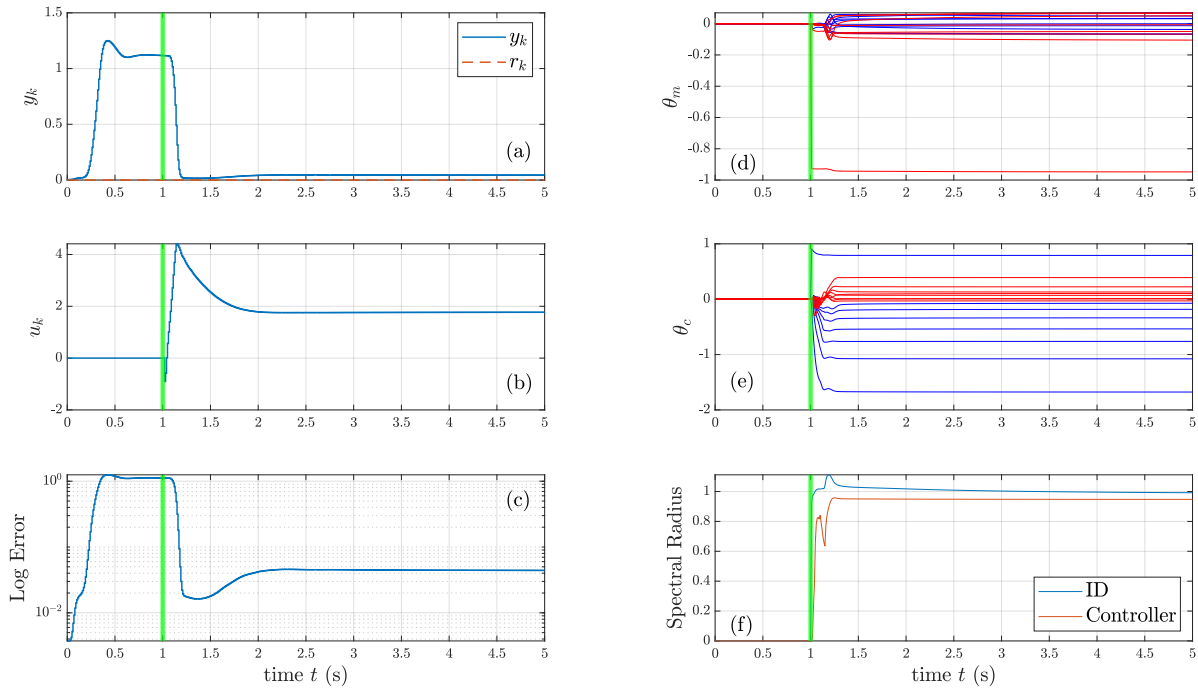 1.5
1
0.5
0
y_k
y_k
r_k
(a)
0 0.5 1 1.5 2 2.5 3 3.5 4 4.5 5
4
2
0
-2
u_k
(b)
0 0.5 1 1.5 2 2.5 3 3.5 4 4.5 5
10^0
10^-2
Log Error
(c)
0 0.5 1 1.5 2 2.5 3 3.5 4 4.5 5
time t (s)
0
-0.2
-0.4
-0.6
-0.8
-1
θ_m
(d)
0 0.5 1 1.5 2 2.5 3 3.5 4 4.5 5
1
0
-1
-2
θ_c
(e)
0 0.5 1 1.5 2 2.5 3 3.5 4 4.5 5
1
0.8
0.6
0.4
0.2
0
Spectral Radius
(f)
ID
Controller
0 0.5 1 1.5 2 2.5 3 3.5 4 4.5 5
time t (s)